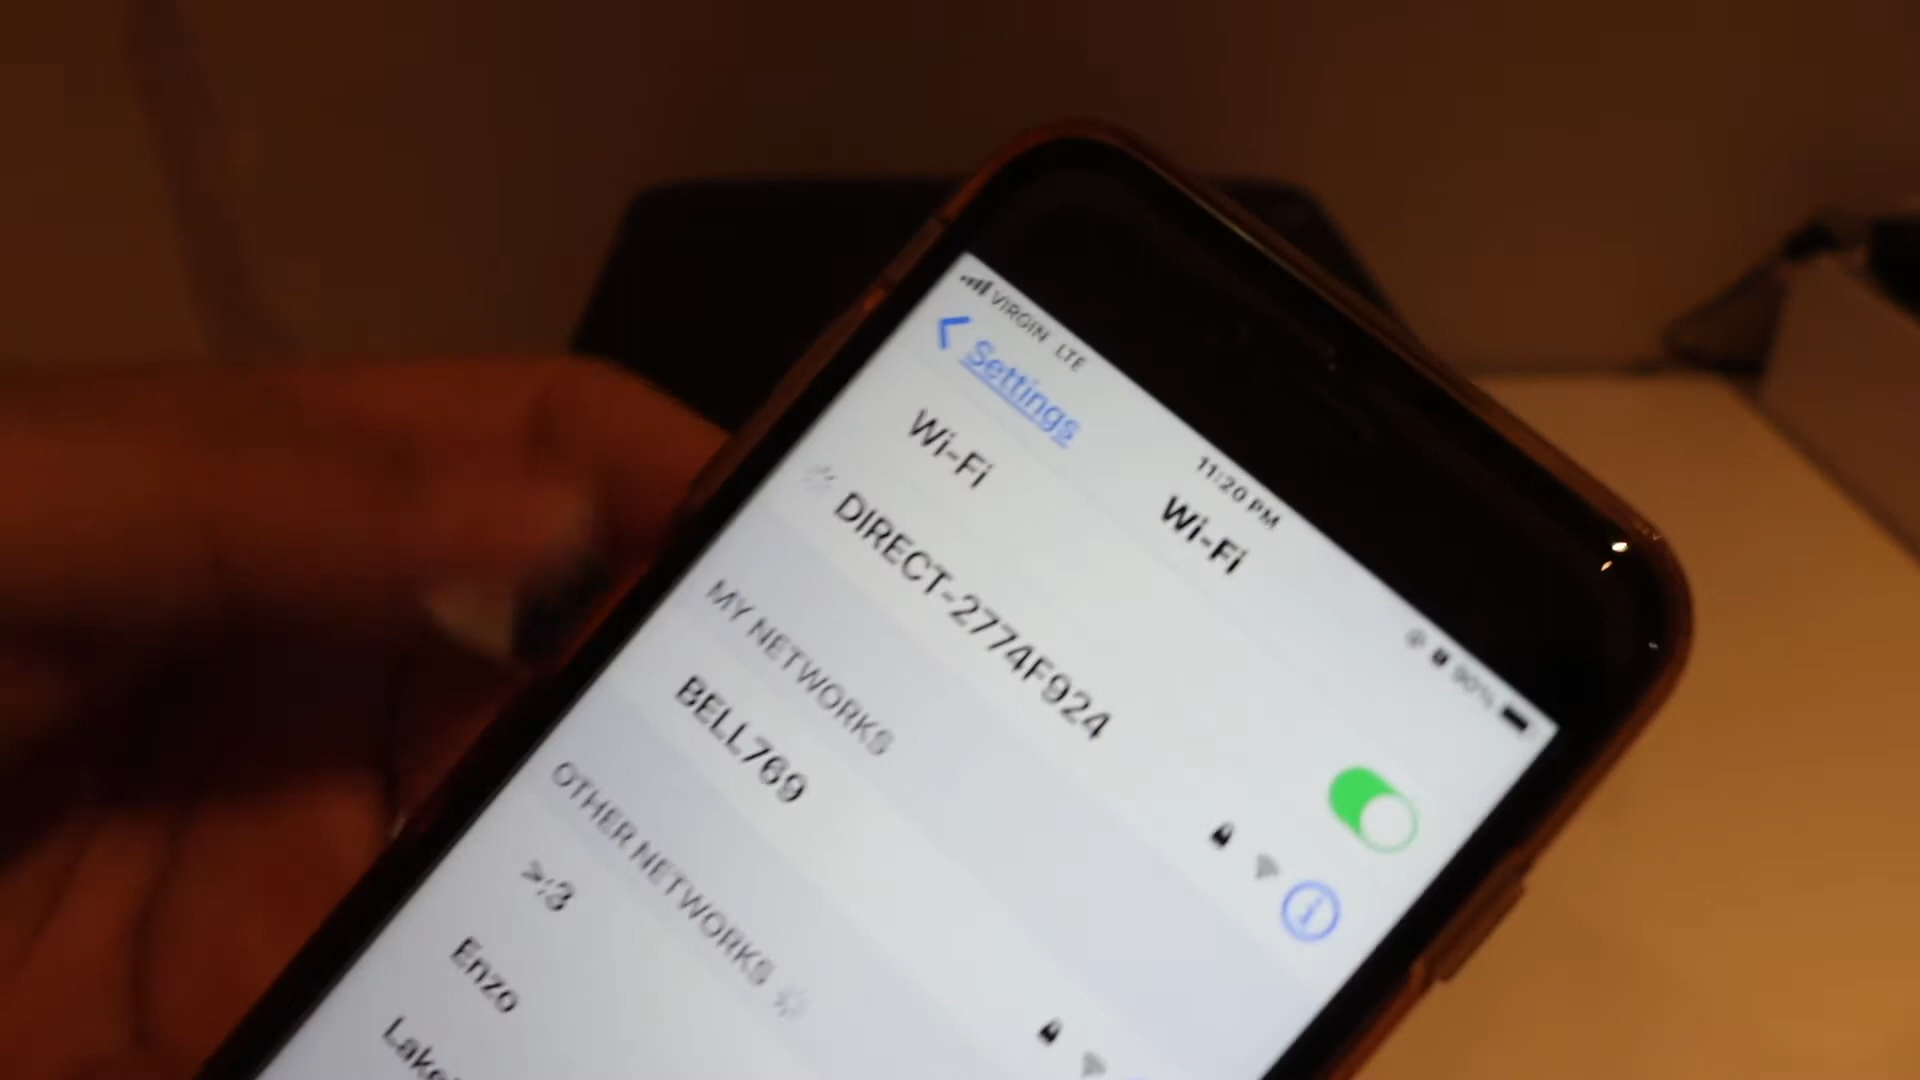 VIRGIN LTE
11:20 PM
90%
Settings
Wi-Fi
Wi-Fi
DIRECT-2774F924
MY NETWORKS
BELL769
OTHER NETWORKS
>:3
Enzo